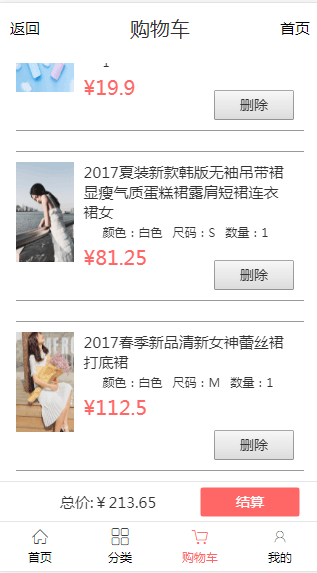 返回 购物车 首页
1
¥19.9
删除
2017夏装新款韩版无袖吊带裙
显瘦气质蛋糕裙露肩短裙连衣
裙女
颜色：白色 尺码：S 数量：1
¥81.25
删除
2017春季新品清新女神蕾丝裙
打底裙
颜色：白色 尺码：M 数量：1
¥112.5
删除
总价:¥213.65 结算
首页 分类 购物车 我的